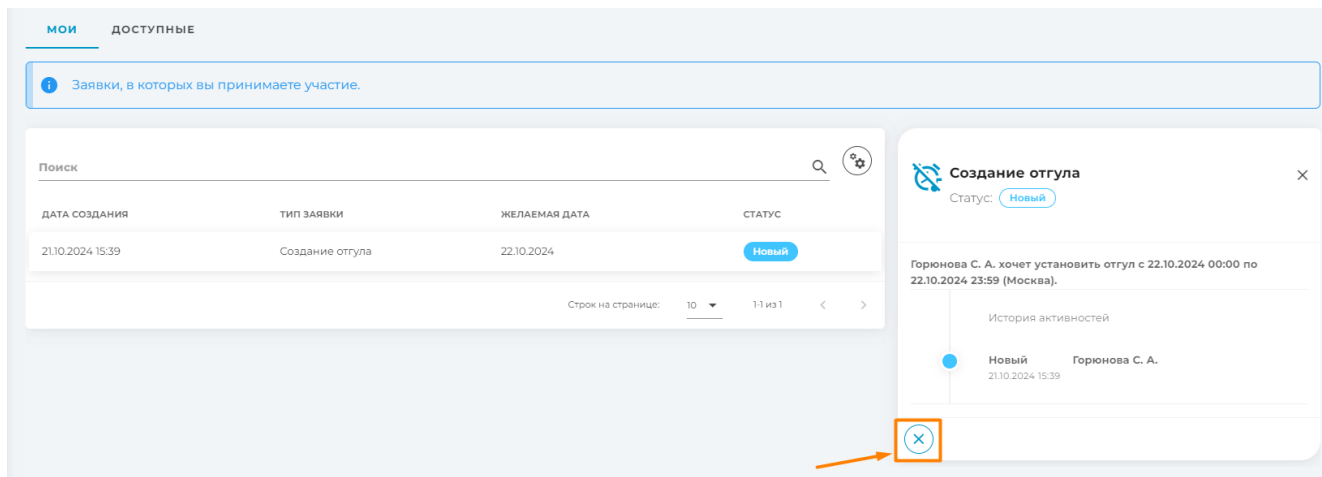 МОИ ДОСТУПНЫЕ
Заявки, в которых вы принимаете участие.
Поиск
ДАТА СОЗДАНИЯ ТИП ЗАЯВКИ ЖЕЛАЕМАЯ ДАТА СТАТУС
21.10.2024 15:39 Создание отгула 22.10.2024 Новый
Строк на странице: 10 1-1 из 1
Создание отгула
Статус: Новый
Горюнова С. А. хочет установить отгул с 22.10.2024 00:00 по
22.10.2024 23:59 (Москва).
История активностей
Новый Горюнова С. А.
21.10.2024 15:39